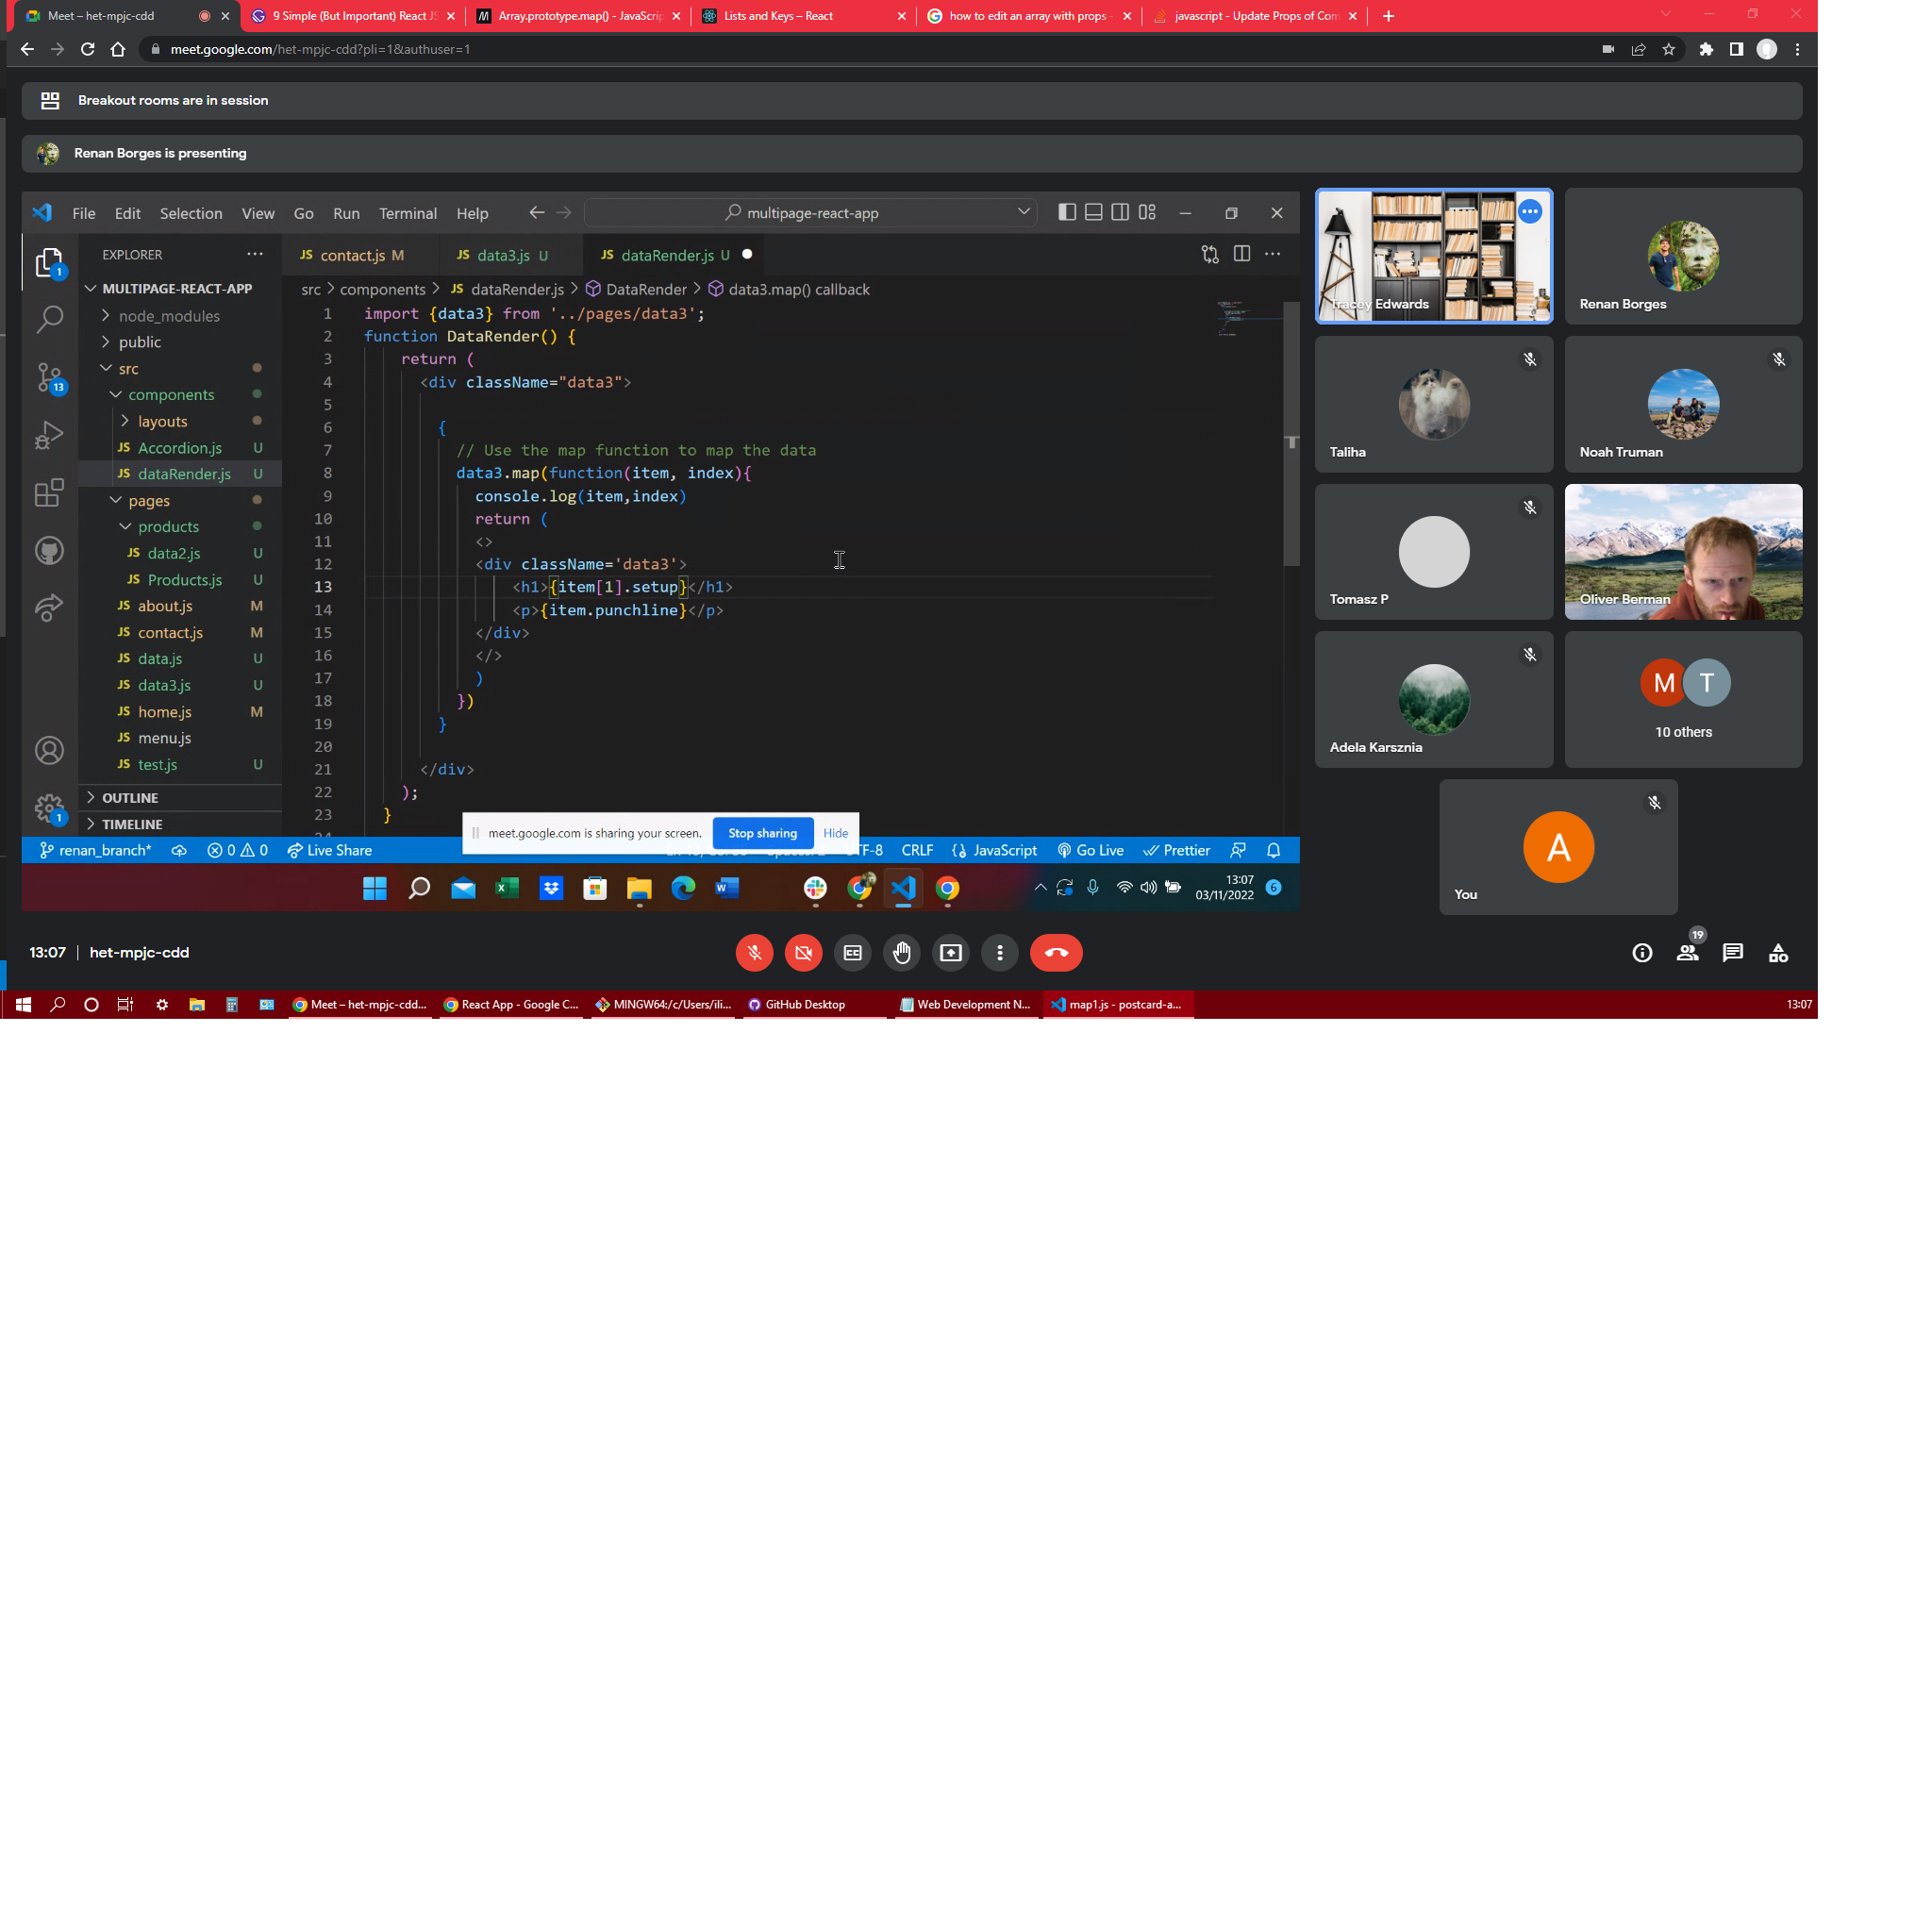 Meet – het-mpjc-cdd
9 Simple (But Important) React JS
Array.prototype.map() - JavaScrip
Lists and Keys – React
how to edit an array with props -
javascript - Update Props of Com
meet.google.com/het-mpjc-cdd?pli=1&authuser=1
Breakout rooms are in session
Renan Borges is presenting
File Edit Selection View Go Run Terminal Help
multipage-react-app
EXPLORER
JS contact.js M
JS data3.js U
JS dataRender.js U
MULTIPAGE-REACT-APP
src > components > JS dataRender.js > DataRender > data3.map() callback
node_modules
public
src
components
layouts
JS Accordion.js U
JS dataRender.js U
pages
products
JS data2.js U
JS Products.js U
JS about.js M
JS contact.js M
JS data.js U
JS data3.js U
JS home.js M
JS menu.js
JS test.js U
OUTLINE
TIMELINE
1
13
1
1 import {data3} from '../pages/data3';
2 function DataRender() {
3 return (
4 <div className="data3">
5
6 {
7 // Use the map function to map the data
8 data3.map(function(item, index){
9 console.log(item,index)
10 return (
11 <>
12 <div className='data3'>
13 <h1>{item[1].setup}</h1>
14 <p>{item.punchline}</p>
15 </div>
16 </>
17 )
18 })
19 }
20
21 </div>
22 );
23 }
meet.google.com is sharing your screen. Stop sharing Hide
renan_branch* 0 0 Live Share
CRLF JavaScript Go Live Prettier
13:07
03/11/2022
6
Tracey Edwards
Renan Borges
Taliha
Noah Truman
Tomasz P
Oliver Berman
Adela Karsznia
M T
10 others
A
You
13:07 | het-mpjc-cdd
CC
19
Meet – het-mpjc-cdd...
React App - Google C...
MINGW64:/c/Users/ili...
GitHub Desktop
Web Development N...
map1.js - postcard-a...
13:07